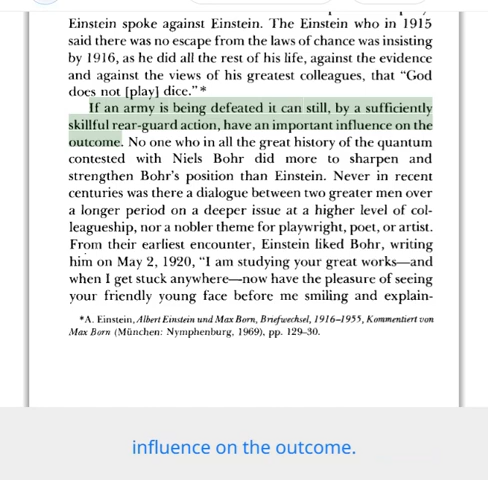 Einstein spoke against Einstein. The Einstein who in 1915
said there was no escape from the laws of chance was insisting
by 1916, as he did all the rest of his life, against the evidence
and against the views of his greatest colleagues, that “God
does not [play] dice.”*
If an army is being defeated it can still, by a sufficiently
skillful rear-guard action, have an important influence on the
outcome. No one who in all the great history of the quantum
contested with Niels Bohr did more to sharpen and
strengthen Bohr’s position than Einstein. Never in recent
centuries was there a dialogue between two greater men over
a longer period on a deeper issue at a higher level of col-
leagueship, nor a nobler theme for playwright, poet, or artist.
From their earliest encounter, Einstein liked Bohr, writing
him on May 2, 1920, “I am studying your great works—and
when I get stuck anywhere—now have the pleasure of seeing
your friendly young face before me smiling and explain-
*A. Einstein, Albert Einstein und Max Born, Briefwechsel, 1916–1955, Kommentiert von
Max Born (München: Nymphenburg, 1969), pp. 129–30.
influence on the outcome.